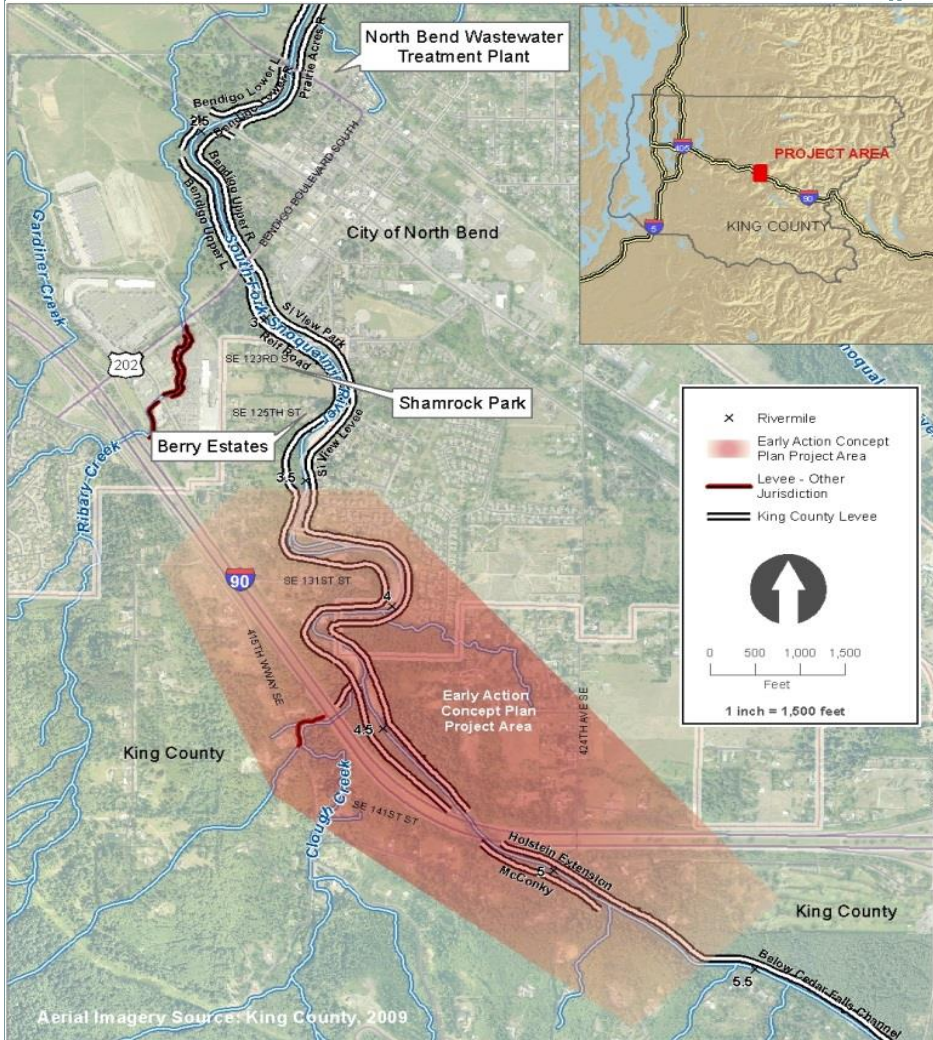 North Bend Wastewater
Treatment Plant
Prairie Acres R
Bendigo Lower L
Bendigo Lower R
2.5
Bendigo Upper R
Bendigo Upper L
BENDIGO BOULEVARD SOUTH
City of North Bend
Gardiner Creek
South Fork Snoqualmie River
Si View Park
3
Reif Road
202
SE 123RD ST
Shamrock Park
SE 125TH ST
Berry Estates
Si View Levee
3.5
Ribary Creek
405
PROJECT AREA
90
KING COUNTY
5
Rivermile
Early Action Concept
Plan Project Area
Levee - Other
Jurisdiction
King County Levee
0 500 1,000 1,500
Feet
1 inch = 1,500 feet
90
SE 131ST ST
4
415TH WWAY SE
Early Action
Concept Plan
Project Area
424TH AVE SE
4.5
King County
Clough Creek
SE 141ST ST
Holstein Extension
5
McConky
King County
Below Cedar Falls Channel
5.5
Aerial Imagery Source: King County, 2009